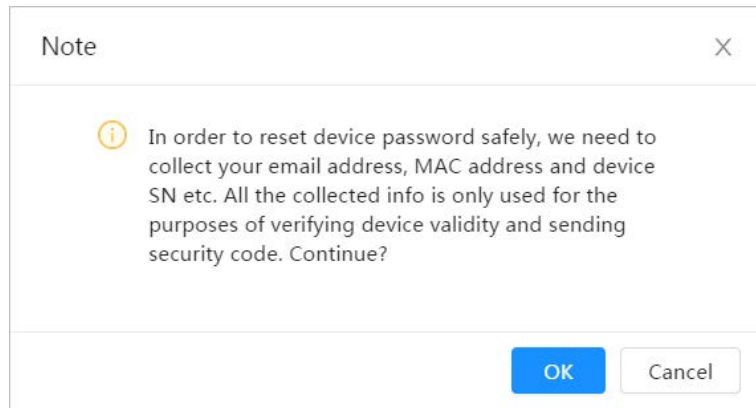 Note
In order to reset device password safely, we need to
collect your email address, MAC address and device
SN etc. All the collected info is only used for the
purposes of verifying device validity and sending
security code. Continue?
OK
Cancel